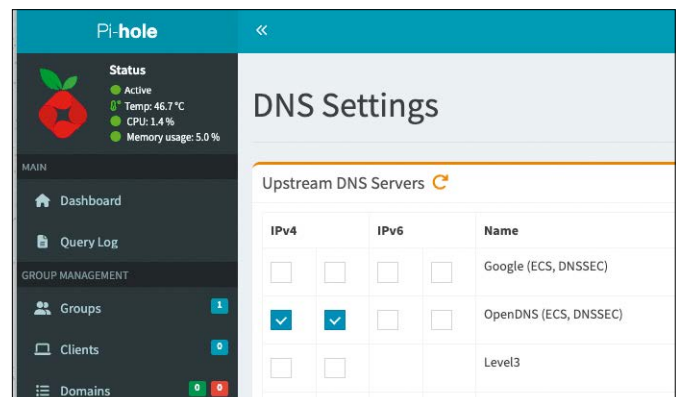 Pi-hole
«
Status
Active
Temp: 46.7 °C
CPU: 1.4 %
Memory usage: 5.0 %
MAIN
Dashboard
Query Log
GROUP MANAGEMENT
Groups 1
Clients 0
Domains 0 0
DNS Settings
Upstream DNS Servers
IPv4 IPv6 Name
Google (ECS, DNSSEC)
OpenDNS (ECS, DNSSEC)
Level3